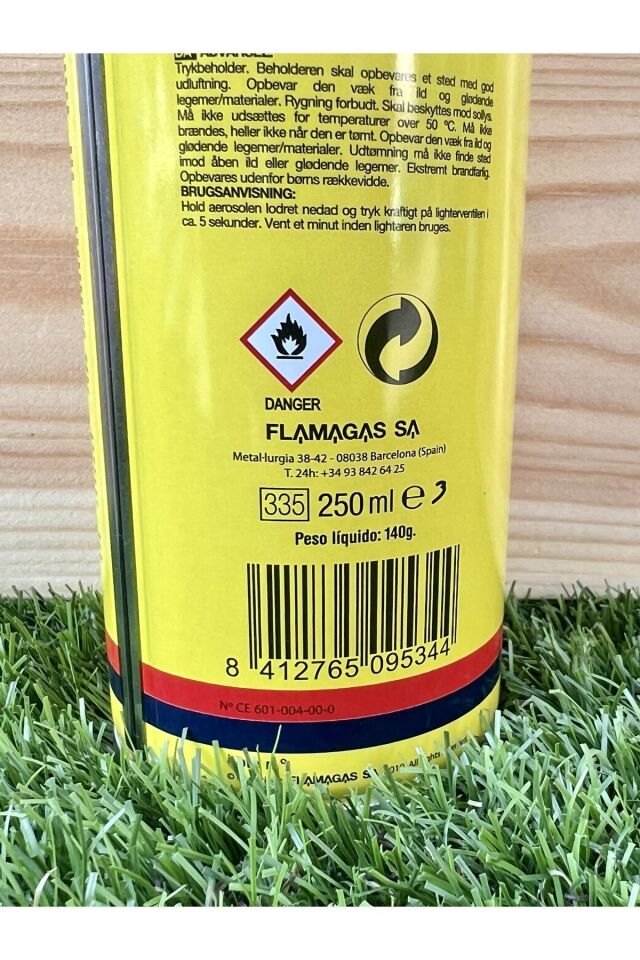 DA ADVARSEL
Trykbeholder. Beholderen skal opbevares et sted med god
udluftning. Opbevar den væk fra ild og glødende
legemer/materialer. Rygning forbudt. Skal beskyttes mod sollys.
Må ikke udsættes for temperaturer over 50 °C. Må ikke
brændes, heller ikke når den er tømt. Opbevar den væk fra ild og
glødende legemer/materialer. Udtømning må ikke finde sted
imod åben ild eller glødende legemer. Ekstremt brandfarlig.
Opbevares udenfor børns rækkevidde.
BRUGSANVISNING:
Hold aerosolen lodret nedad og tryk kraftigt på lighterventilen i
ca. 5 sekunder. Vent et minut inden lightaren bruges.
DANGER
FLAMAGAS SA
Metal·lurgia 38-42 - 08038 Barcelona (Spain)
T. 24h: +34 93 842 64 25
335 250 ml e 3
Peso líquido: 140g.
8 412765 095344
Nº CE 601-004-00-0
FLAMAGAS S. 2010 All rights